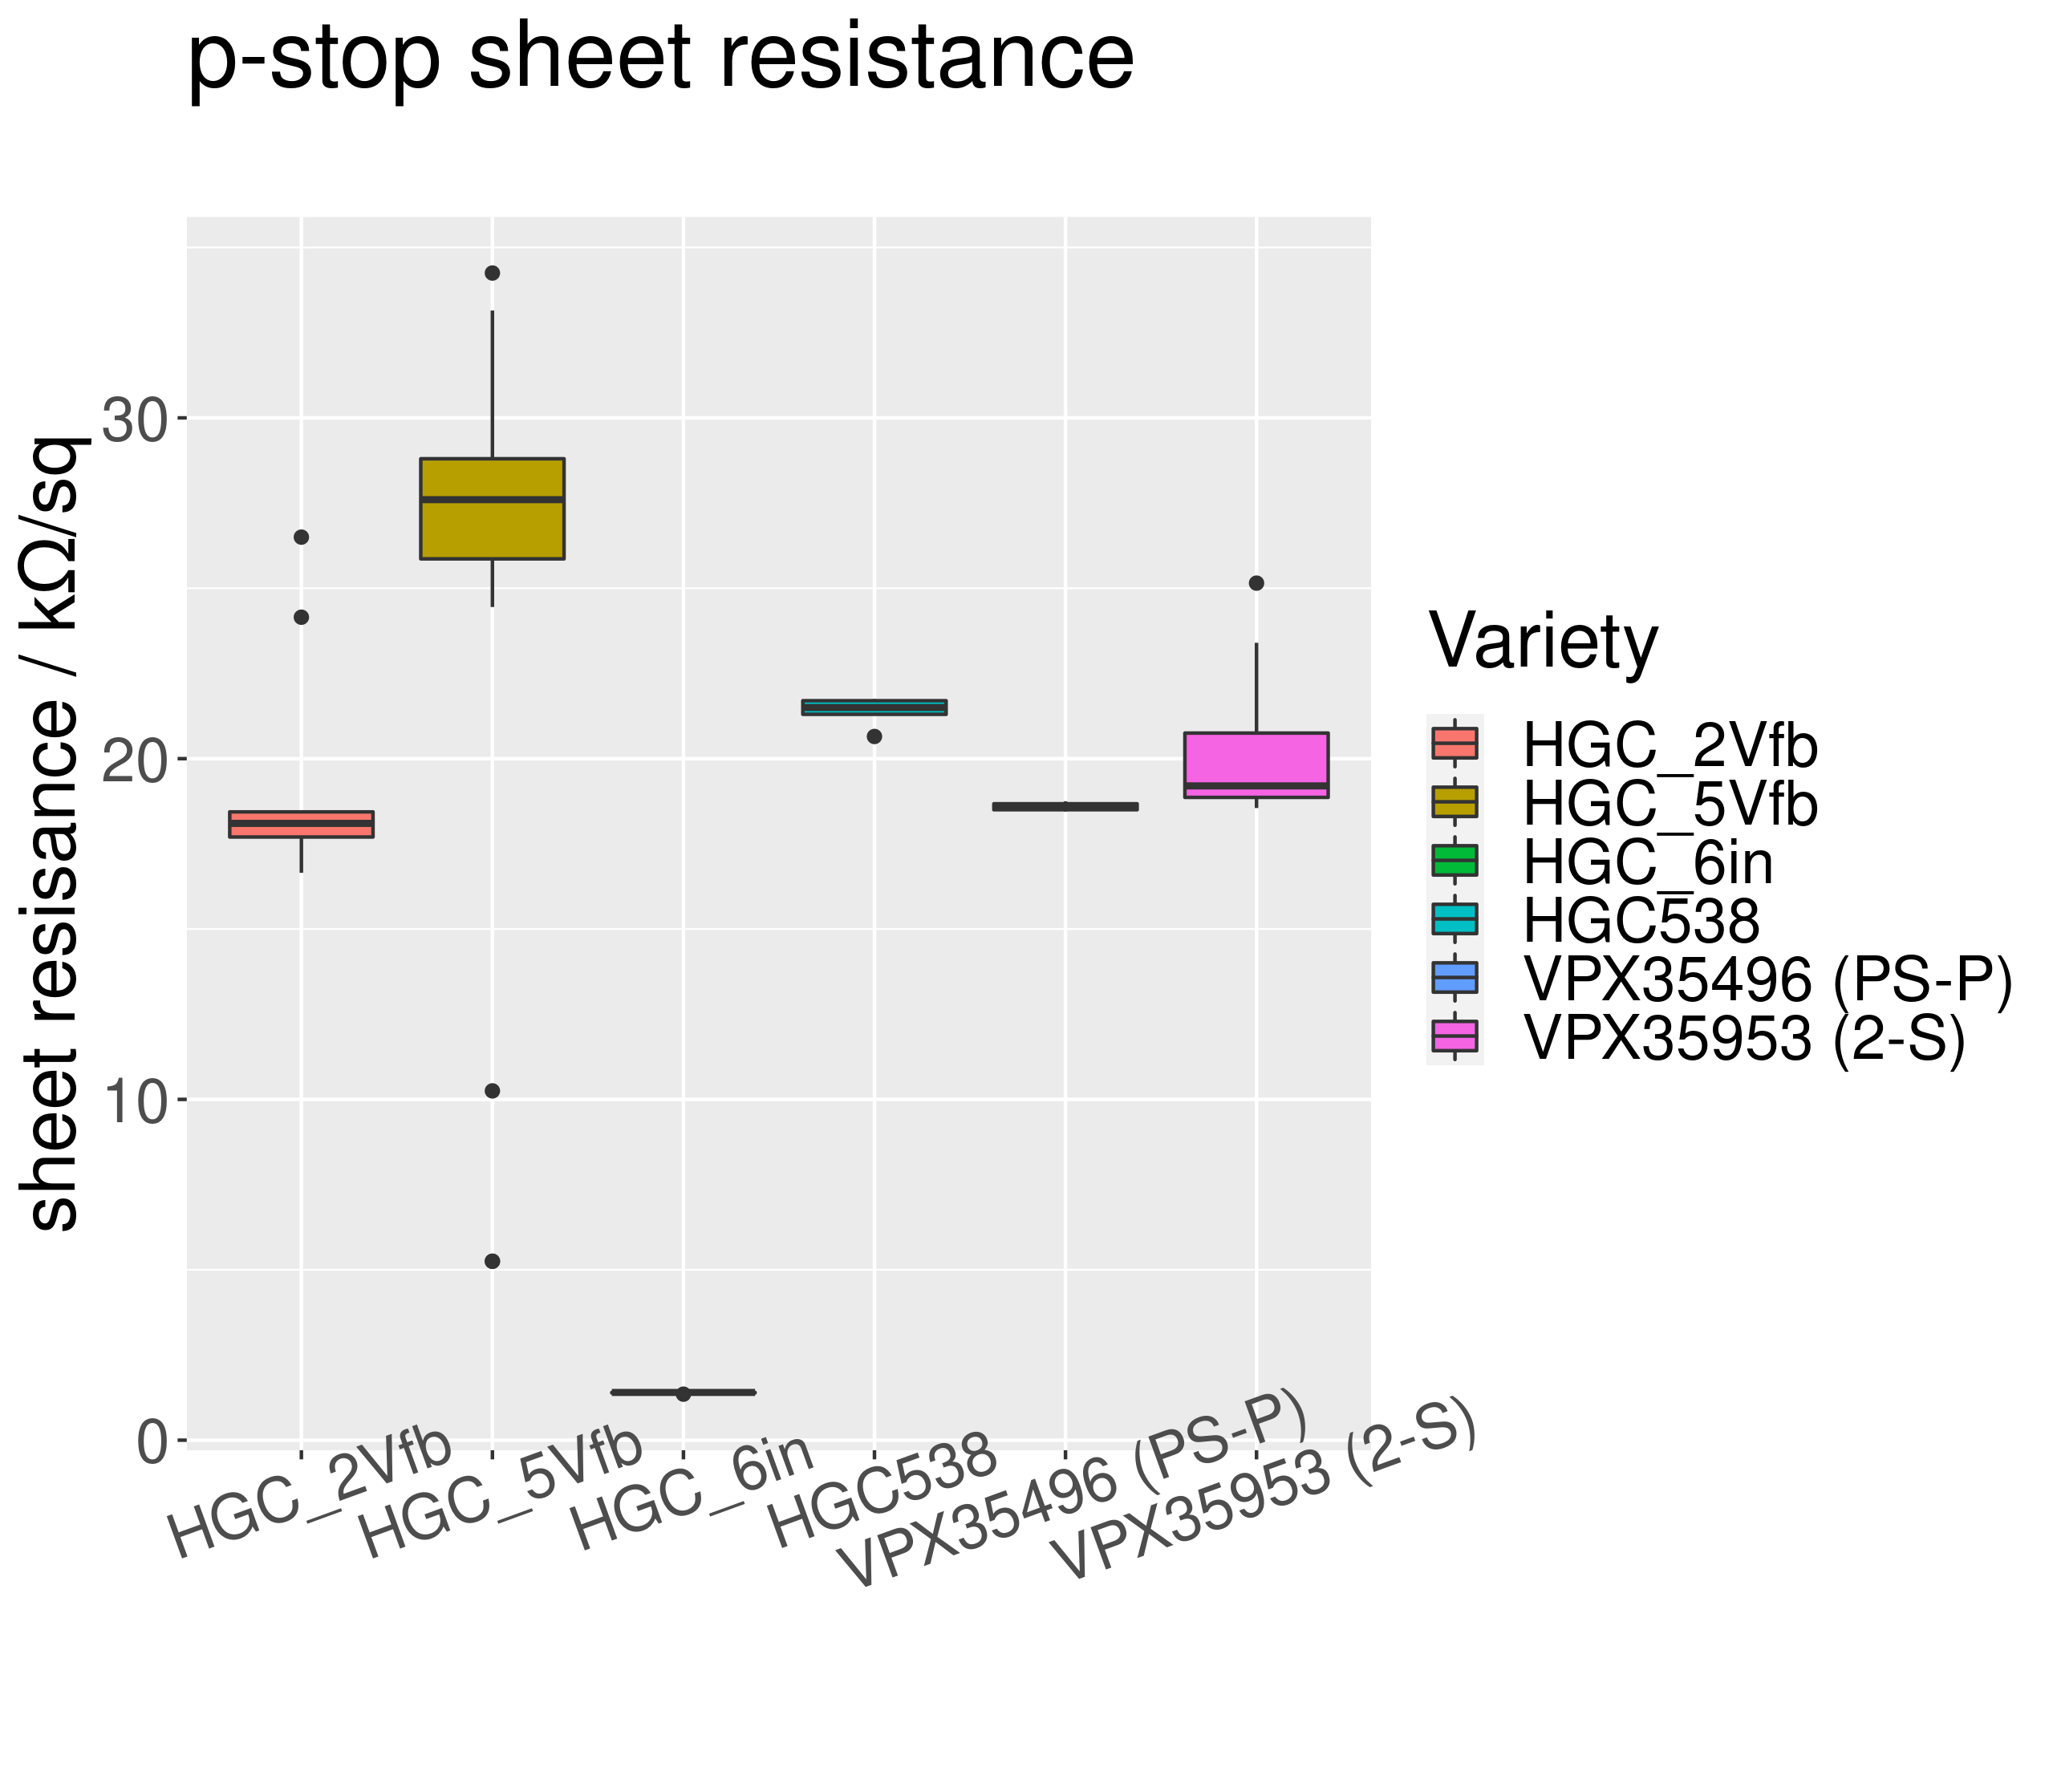 p-stop sheet resistance
sheet resisance / kΩ/sq
30
20
10
0
HGC_2Vfb
HGC_5Vfb
HGC_6in
HGC538
VPX35496 (PS-P)
VPX35953 (2-S)
Variety
HGC_2Vfb
HGC_5Vfb
HGC_6in
HGC538
VPX35496 (PS-P)
VPX35953 (2-S)